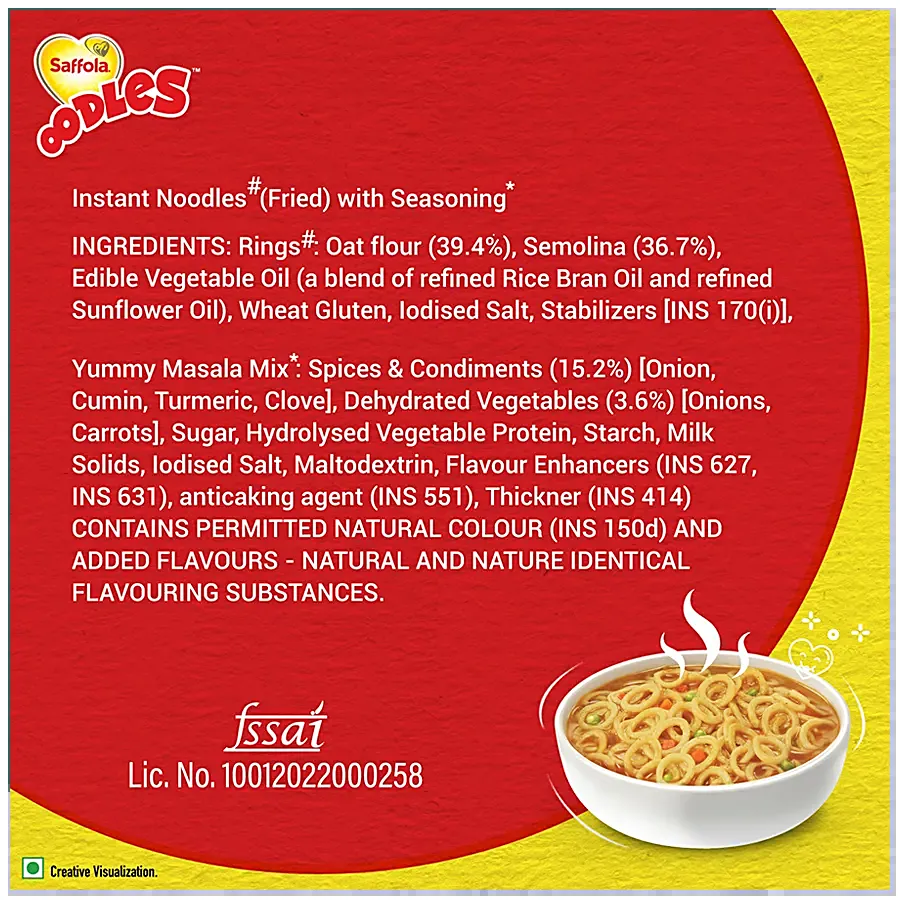 Saffola
OODLES™
Instant Noodles#(Fried) with Seasoning*
INGREDIENTS: Rings#: Oat flour (39.4%), Semolina (36.7%),
Edible Vegetable Oil (a blend of refined Rice Bran Oil and refined
Sunflower Oil), Wheat Gluten, Iodised Salt, Stabilizers [INS 170(i)],
Yummy Masala Mix*: Spices & Condiments (15.2%) [Onion,
Cumin, Turmeric, Clove], Dehydrated Vegetables (3.6%) [Onions,
Carrots], Sugar, Hydrolysed Vegetable Protein, Starch, Milk
Solids, Iodised Salt, Maltodextrin, Flavour Enhancers (INS 627,
INS 631), anticaking agent (INS 551), Thickner (INS 414)
CONTAINS PERMITTED NATURAL COLOUR (INS 150d) AND
ADDED FLAVOURS - NATURAL AND NATURE IDENTICAL
FLAVOURING SUBSTANCES.
fssai
Lic. No. 10012022000258
Creative Visualization.